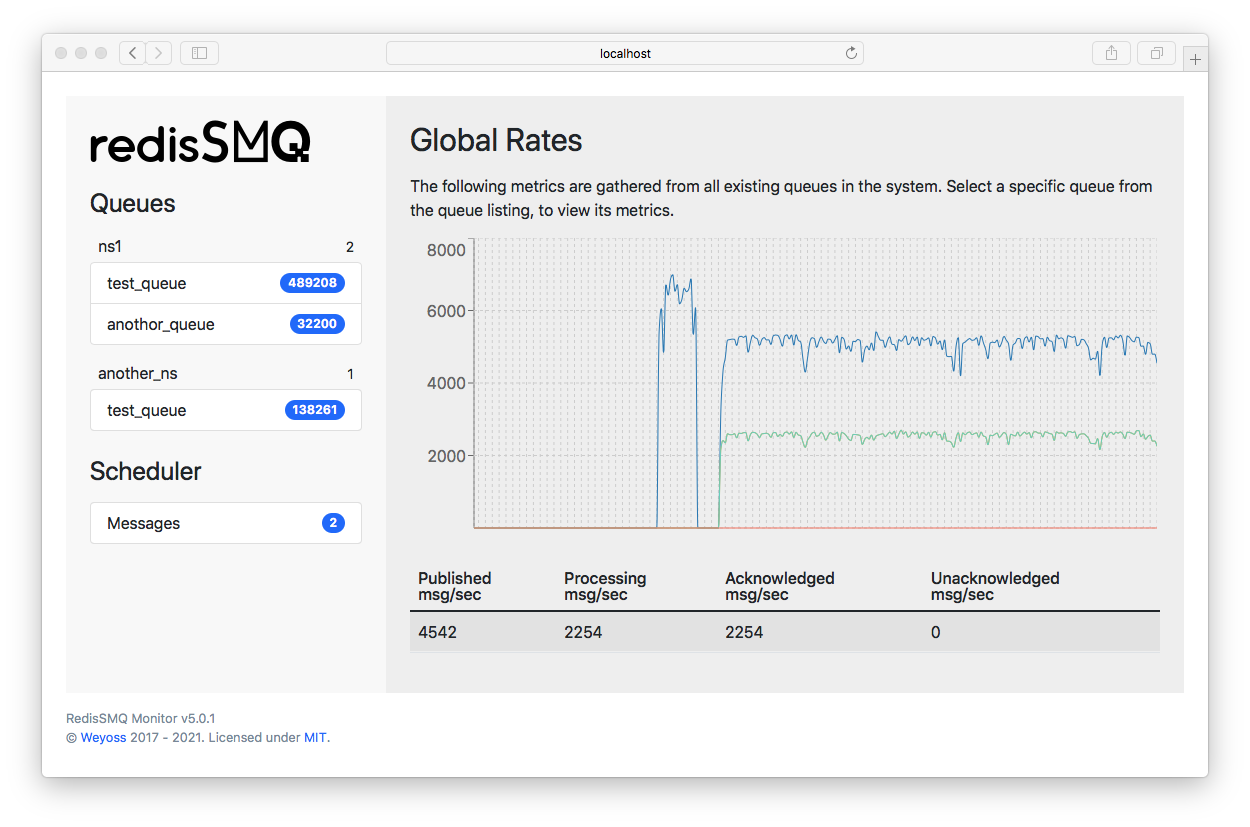 localhost
redisSMQ
Queues
ns1 2
test_queue 489208
anothor_queue 32200
another_ns 1
test_queue 138261
Scheduler
Messages 2
Global Rates
The following metrics are gathered from all existing queues in the system. Select a specific queue from
the queue listing, to view its metrics.
8000
6000
4000
2000
Published Processing Acknowledged Unacknowledged
msg/sec msg/sec msg/sec msg/sec
4542 2254 2254 0
RedisSMQ Monitor v5.0.1
© Weyoss 2017 - 2021. Licensed under MIT.